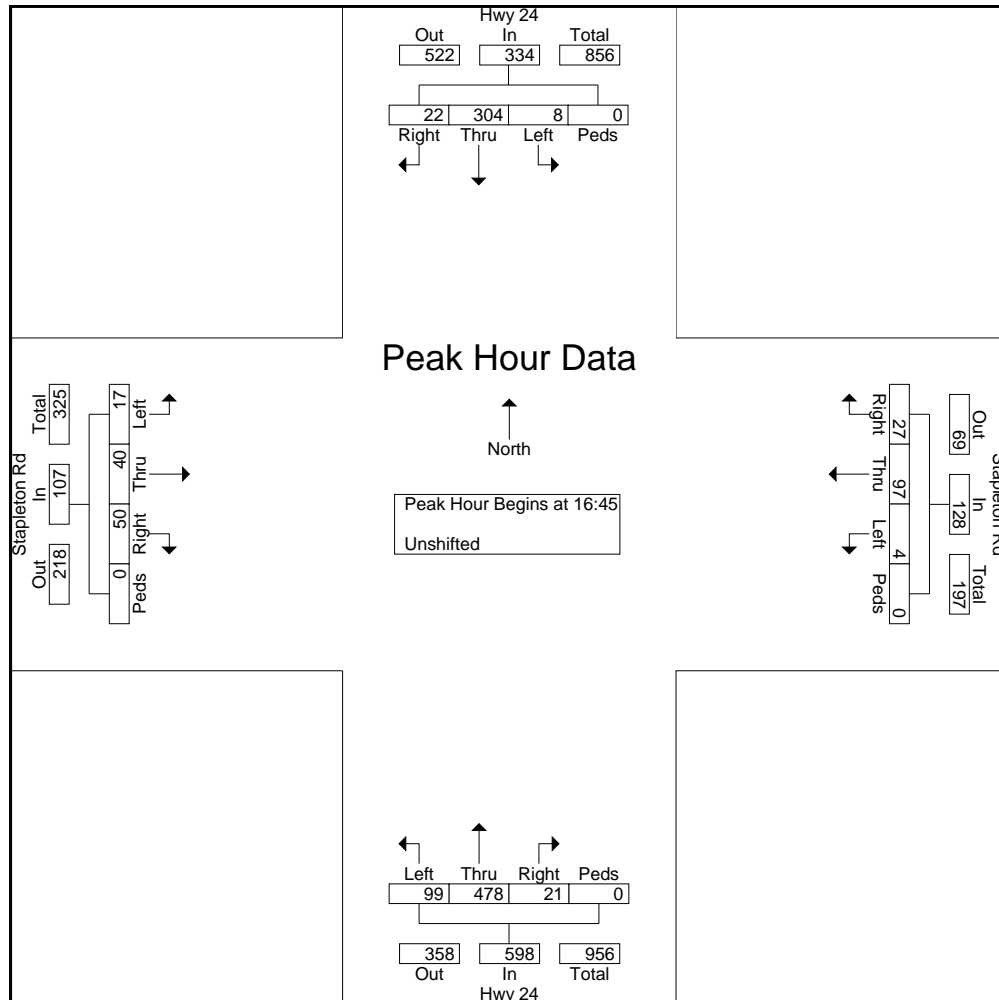 Hwy 24
Out In Total
522 334 856
22 304 8 0
Right Thru Left Peds
Peak Hour Data
North
Peak Hour Begins at 16:45
Unshifted
Stapleton Rd
Out In Total
218 107 325
0 50 40 17
Peds Right Thru Left
Stapleton Rd
Out In Total
69 128 197
27 97 4 0
Right Thru Left Peds
Left Thru Right Peds
99 478 21 0
358 598 956
Out In Total
Hwy 24